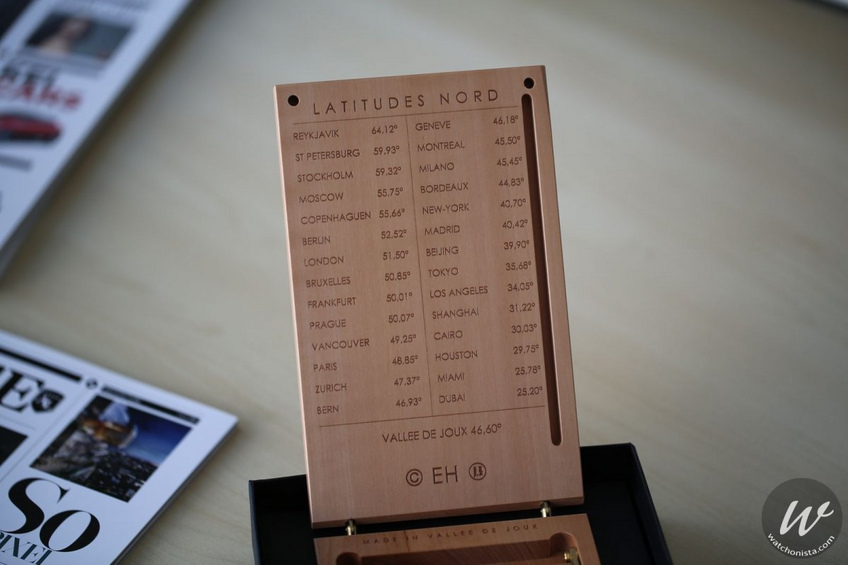 LATITUDES NORD
REYKJAVIK 64,12°
ST PETERSBURG 59,93°
STOCKHOLM 59,32°
MOSCOW 55,75°
COPENHAGUEN 55,66°
BERLIN 52,52°
LONDON 51,50°
BRUXELLES 50,85°
FRANKFURT 50,01°
PRAGUE 50,07°
VANCOUVER 49,25°
PARIS 48,85°
ZURICH 47,37°
BERN 46,93°
GENEVE 46,18°
MONTREAL 45,50°
MILANO 45,45°
BORDEAUX 44,83°
NEW-YORK 40,70°
MADRID 40,42°
BEIJING 39,90°
TOKYO 35,68°
LOS ANGELES 34,05°
SHANGHAI 31,22°
CAIRO 30,03°
HOUSTON 29,75°
MIAMI 25,78°
DUBAI 25,20°
VALLEE DE JOUX 46,60°
© EH
MADE IN VALLEE DE JOUX
So
w
watchonista.com